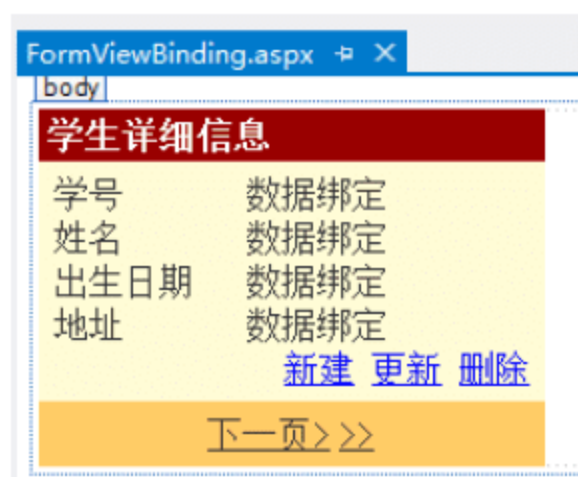 FormViewBinding.aspx
body
学生详细信息
学号 数据绑定
姓名 数据绑定
出生日期 数据绑定
地址 数据绑定
新建 更新 删除
下一页> >>